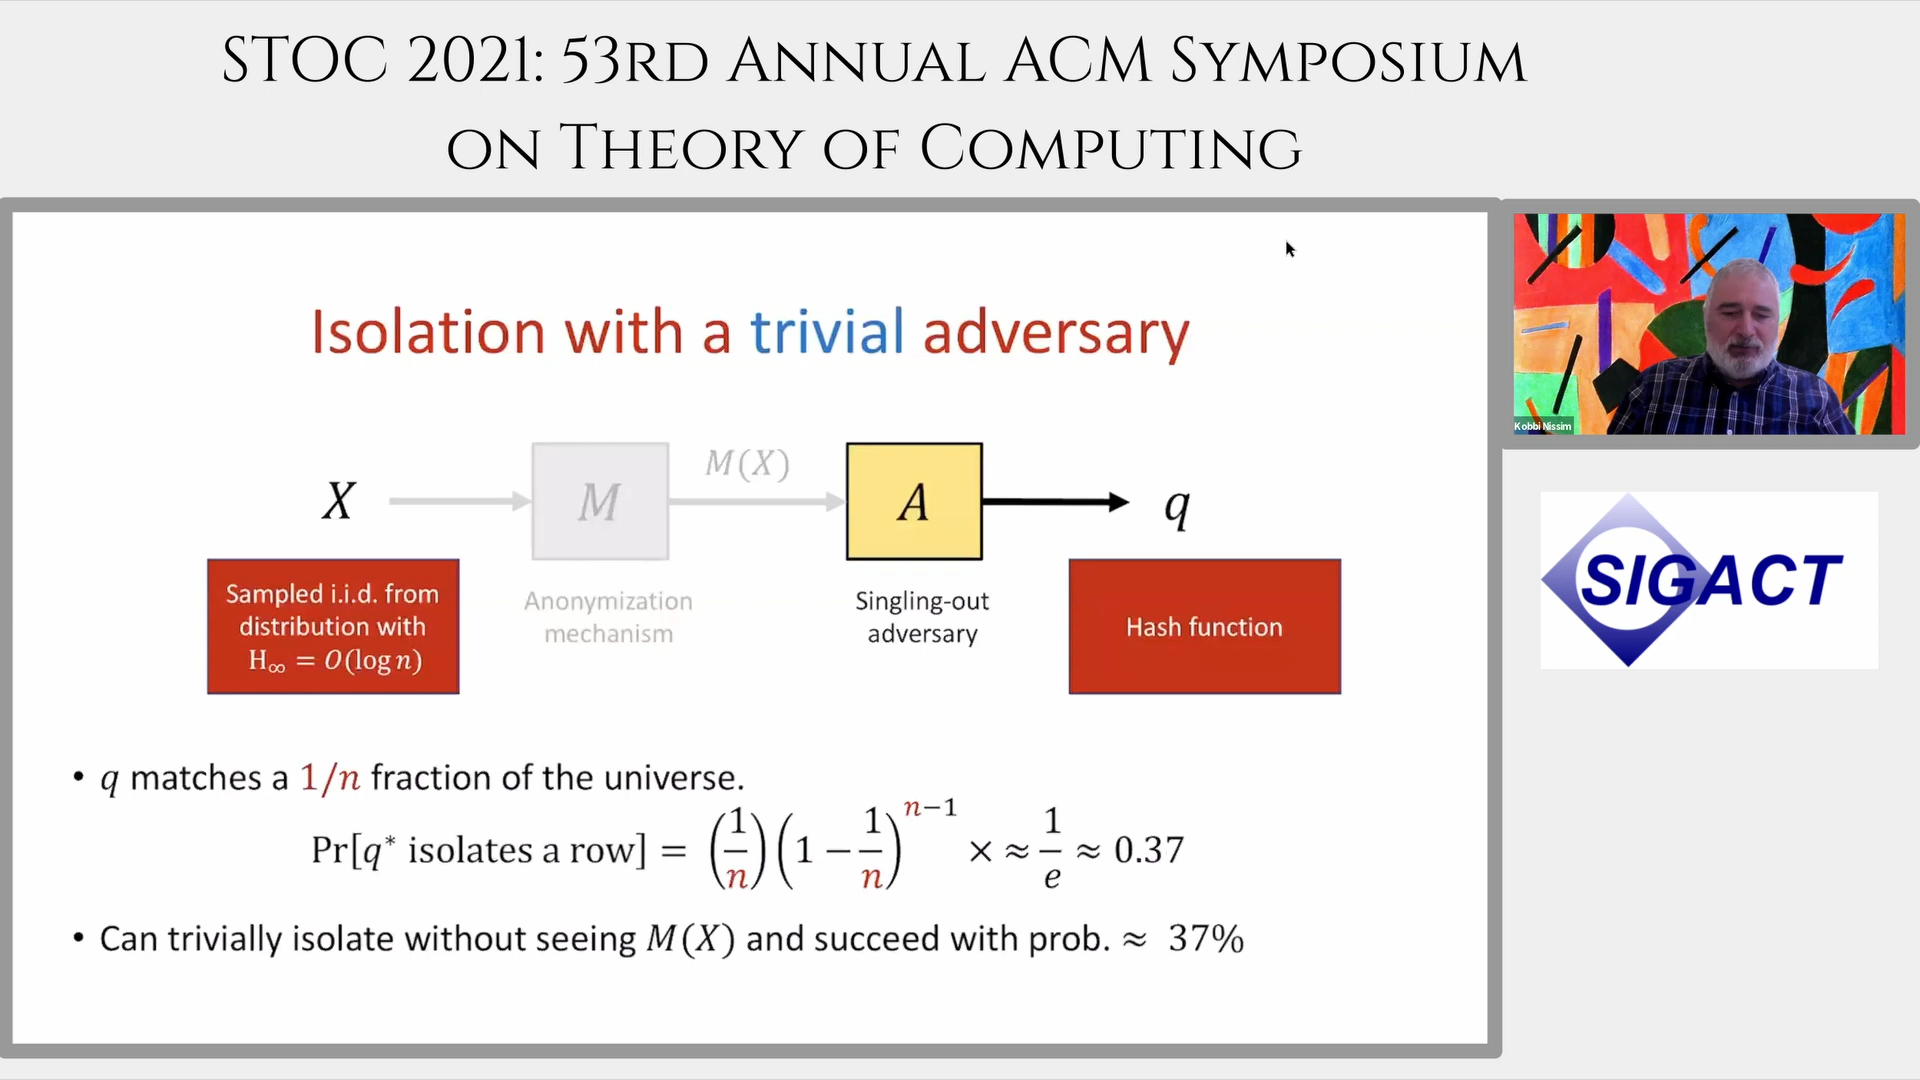 STOC 2021: 53rd Annual ACM Symposium
on Theory of Computing
Isolation with a trivial adversary
X
M
M(X)
A
q
Sampled i.i.d. from
distribution with
H∞ = O(log n)
Anonymization
mechanism
Singling-out
adversary
Hash function
• q matches a 1/n fraction of the universe.
Pr[q* isolates a row] = (1/n)(1 − 1/n)^{n−1} × ≈ 1/e ≈ 0.37
• Can trivially isolate without seeing M(X) and succeed with prob. ≈ 37%
Kobbi Nissim
SIGACT